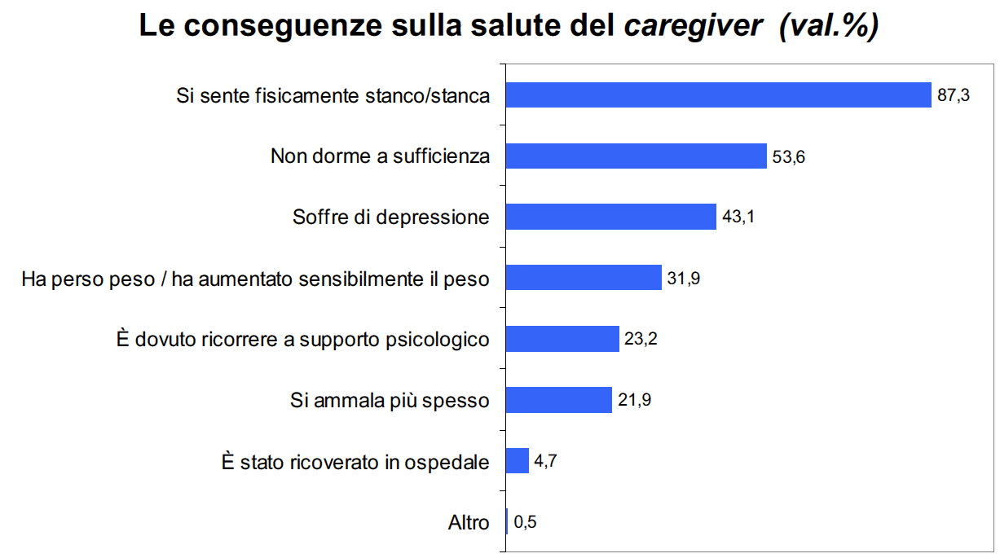 Le conseguenze sulla salute del caregiver (val.%)
Si sente fisicamente stanco/stanca 87,3
Non dorme a sufficienza 53,6
Soffre di depressione 43,1
Ha perso peso / ha aumentato sensibilmente il peso 31,9
È dovuto ricorrere a supporto psicologico 23,2
Si ammala più spesso 21,9
È stato ricoverato in ospedale 4,7
Altro 0,5